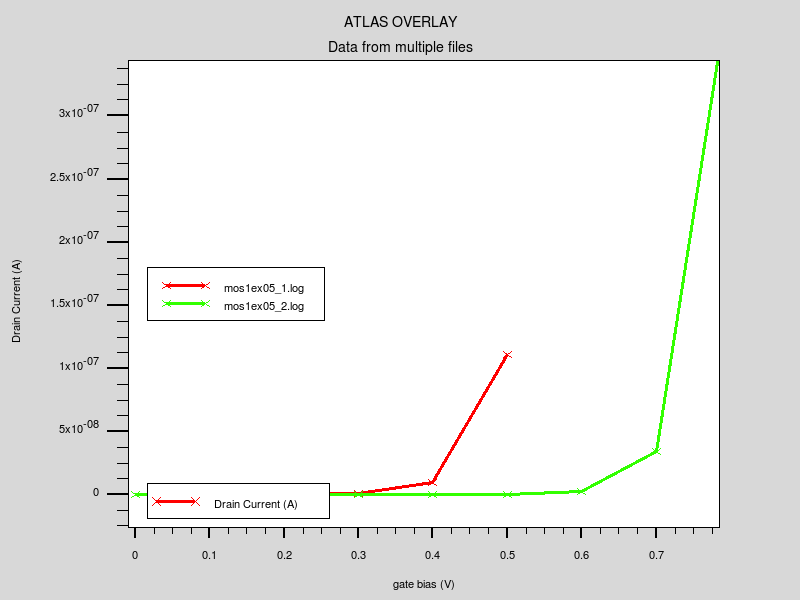 ATLAS OVERLAY
Data from multiple files
Drain Current (A)
3x10-07
2.5x10-07
2x10-07
1.5x10-07
1x10-07
5x10-08
0
mos1ex05_1.log
mos1ex05_2.log
Drain Current (A)
0 0.1 0.2 0.3 0.4 0.5 0.6 0.7
gate bias (V)